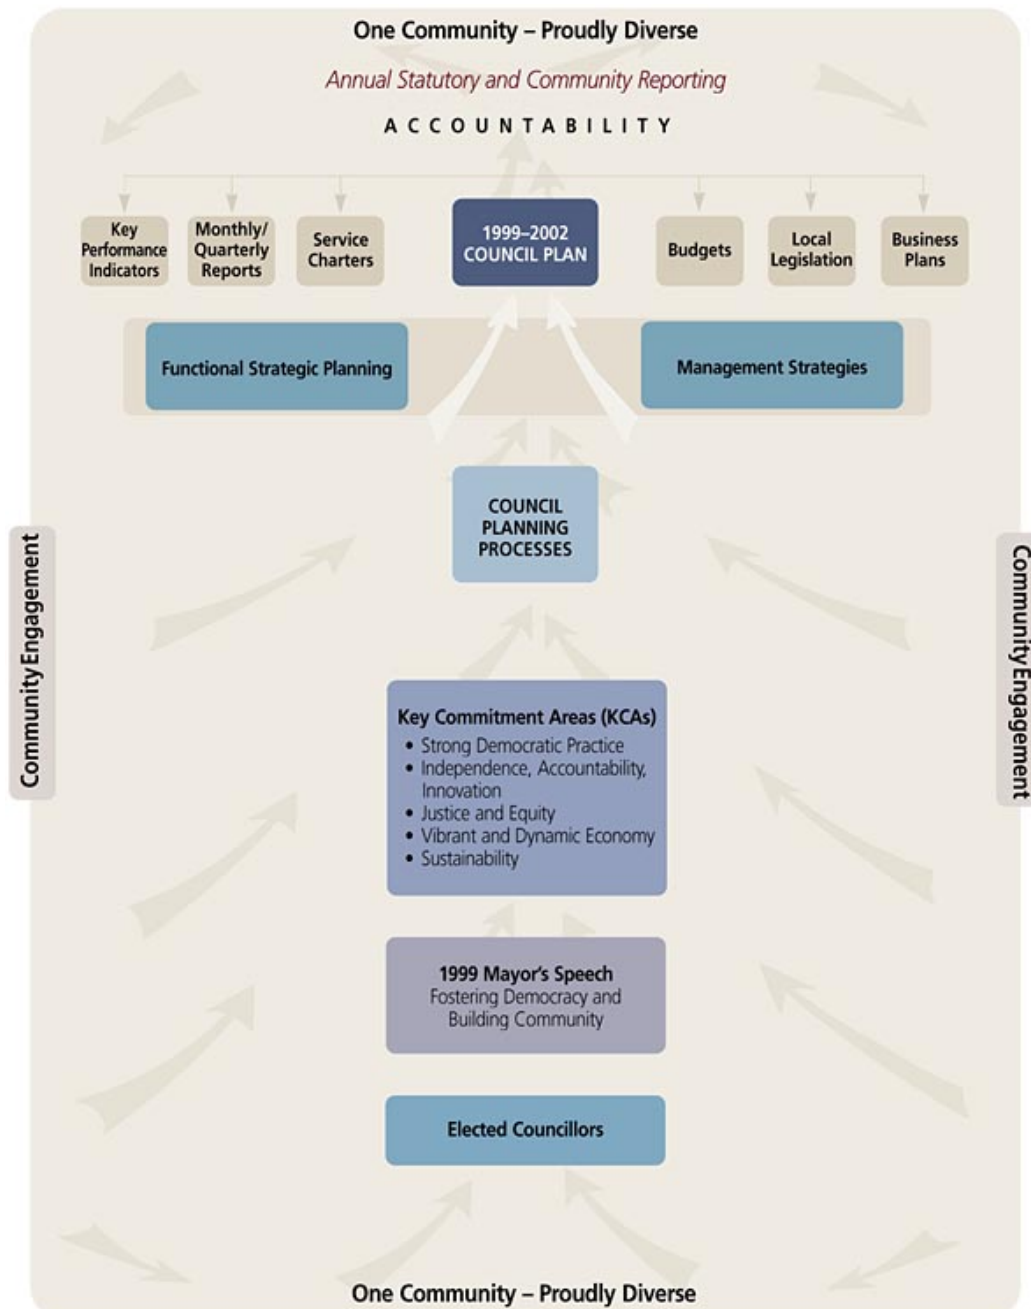 One Community – Proudly Diverse
Annual Statutory and Community Reporting
ACCOUNTABILITY
Key
Performance
Indicators
Monthly/
Quarterly
Reports
Service
Charters
1999–2002
COUNCIL PLAN
Budgets
Local
Legislation
Business
Plans
Functional Strategic Planning
Management Strategies
COUNCIL
PLANNING
PROCESSES
Community Engagement
Community Engagement
Key Commitment Areas (KCAs)
• Strong Democratic Practice
• Independence, Accountability,
Innovation
• Justice and Equity
• Vibrant and Dynamic Economy
• Sustainability
1999 Mayor's Speech
Fostering Democracy and
Building Community
Elected Councillors
One Community – Proudly Diverse